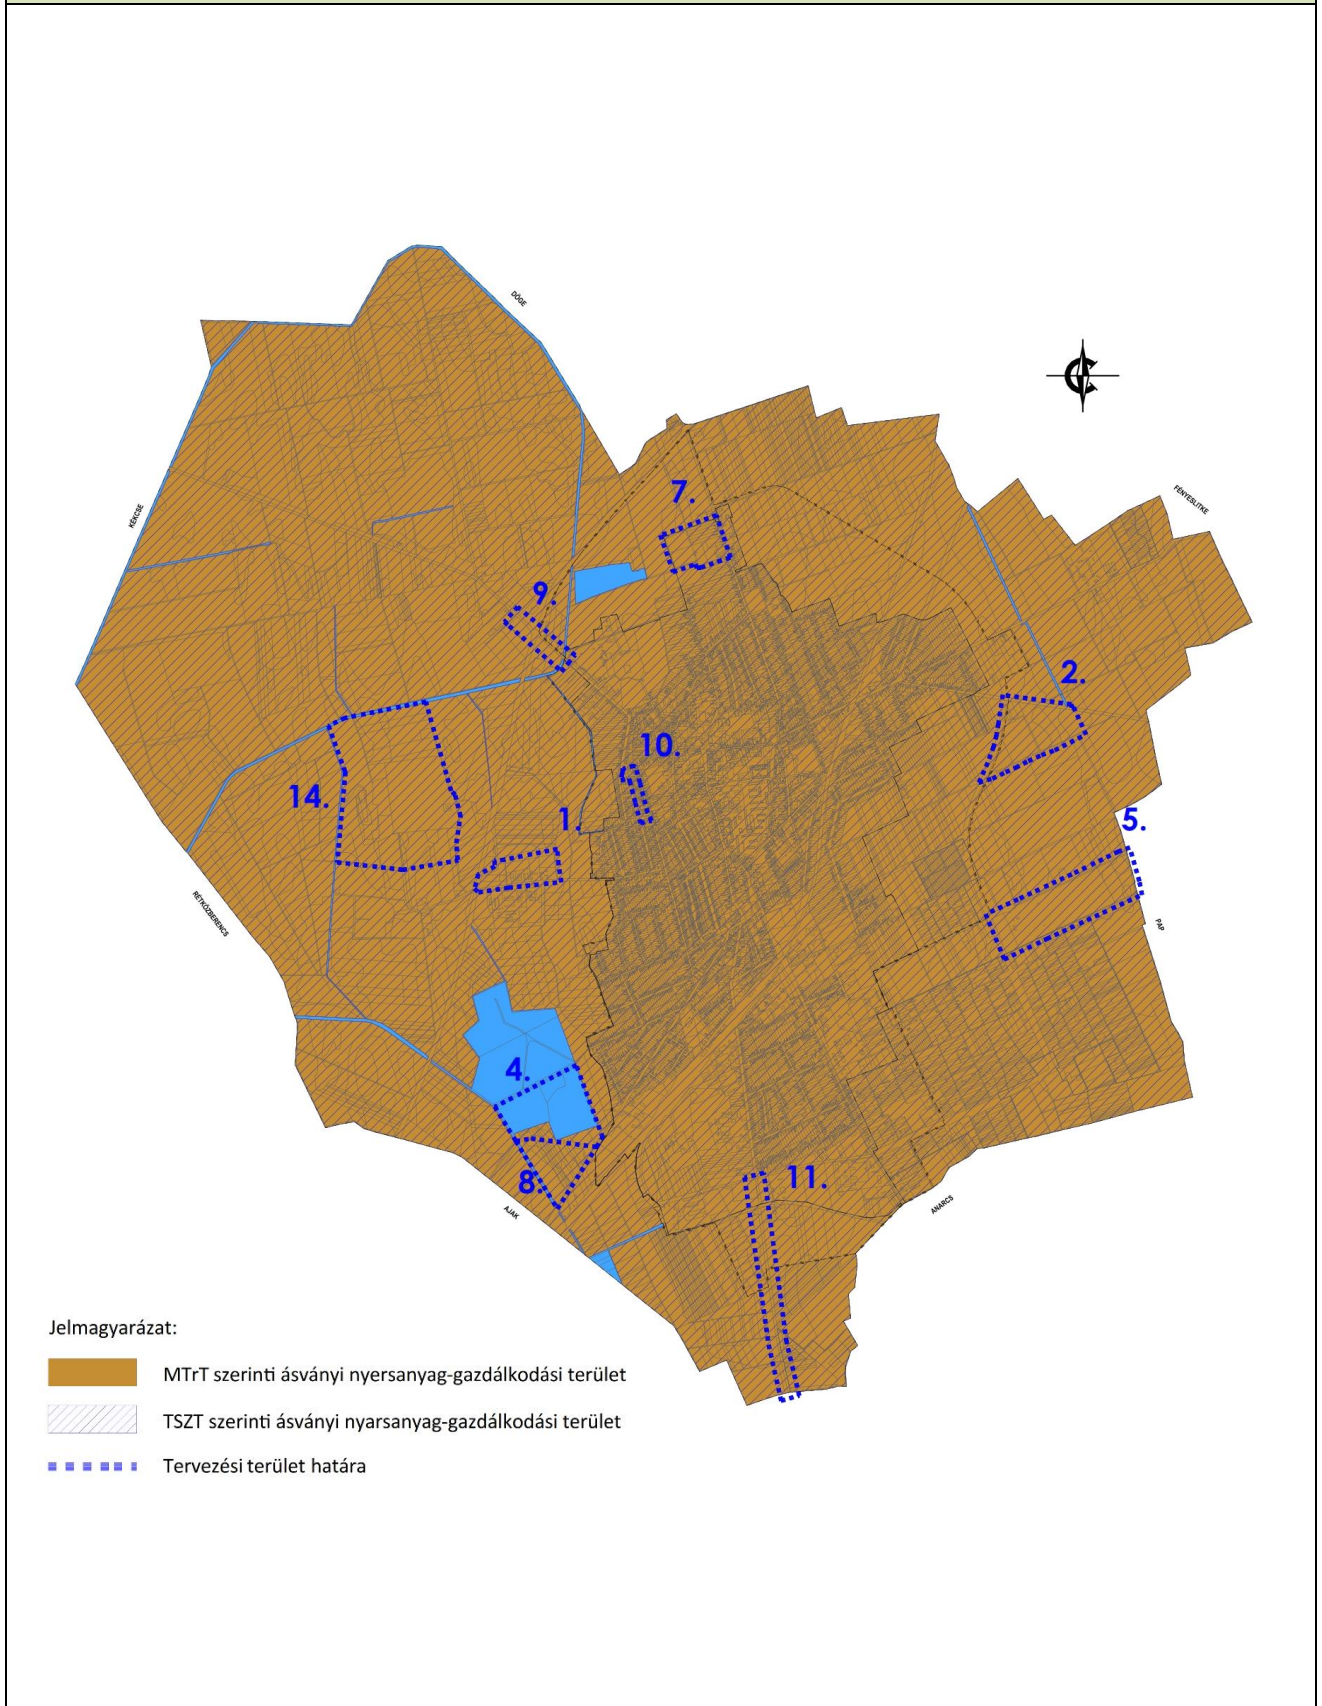 DÖGE
FÉNYESLITKE
7.
KÉKCSE
9.
2.
10.
14.
1.
5.
RÉTKÖZBERENCS
PAP
4.
8.
11.
AJAK
ANARCS
Jelmagyarázat:
MTrT szerinti ásványi nyersanyag-gazdálkodási terület
TSZT szerinti ásványi nyarsanyag-gazdálkodási terület
Tervezési terület határa